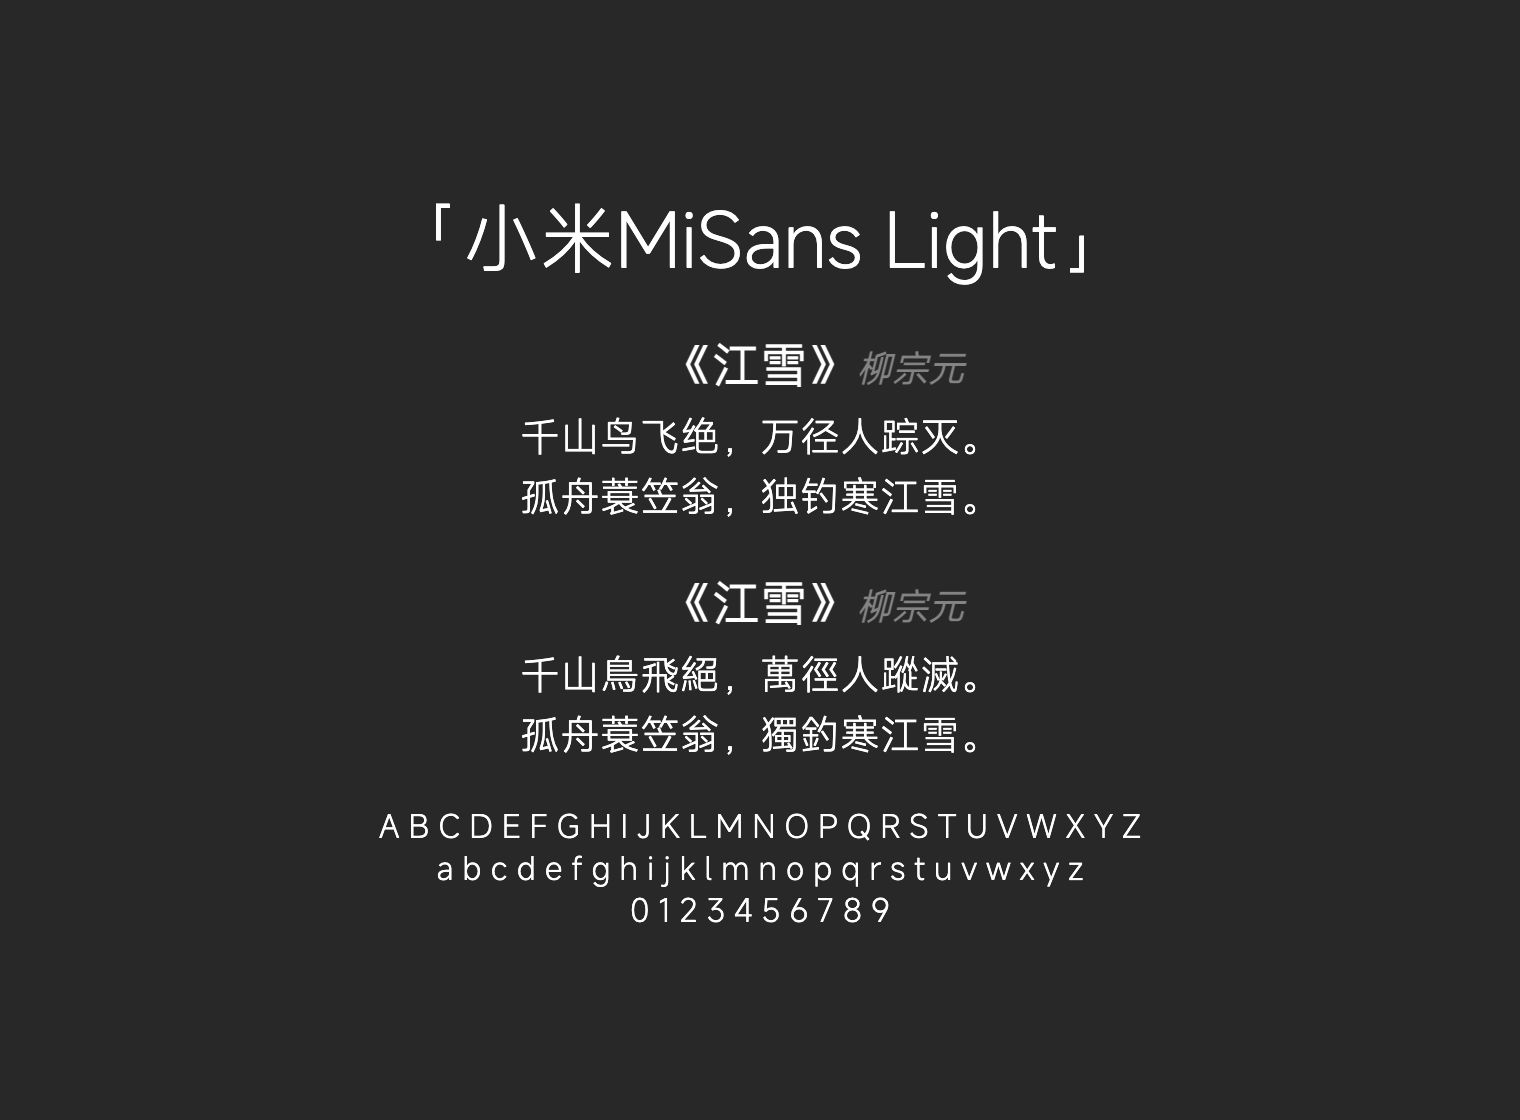 「小米MiSans Light」
《江雪》柳宗元
千山鸟飞绝，万径人踪灭。
孤舟蓑笠翁，独钓寒江雪。
《江雪》柳宗元
千山鳥飛絕，萬徑人蹤滅。
孤舟蓑笠翁，獨釣寒江雪。
A B C D E F G H I J K L M N O P Q R S T U V W X Y Z
a b c d e f g h i j k l m n o p q r s t u v w x y z
0 1 2 3 4 5 6 7 8 9